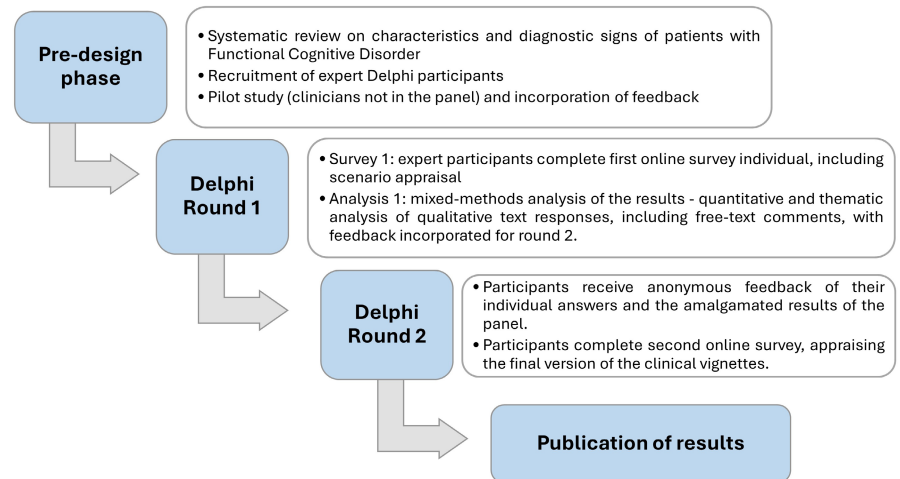 Pre-design
phase
• Systematic review on characteristics and diagnostic signs of patients with
Functional Cognitive Disorder
• Recruitment of expert Delphi participants
• Pilot study (clinicians not in the panel) and incorporation of feedback
Delphi
Round 1
• Survey 1: expert participants complete first online survey individual, including
scenario appraisal
• Analysis 1: mixed-methods analysis of the results - quantitative and thematic
analysis of qualitative text responses, including free-text comments, with
feedback incorporated for round 2.
Delphi
Round 2
• Participants receive anonymous feedback of their
individual answers and the amalgamated results of the
panel.
• Participants complete second online survey, appraising
the final version of the clinical vignettes.
Publication of results